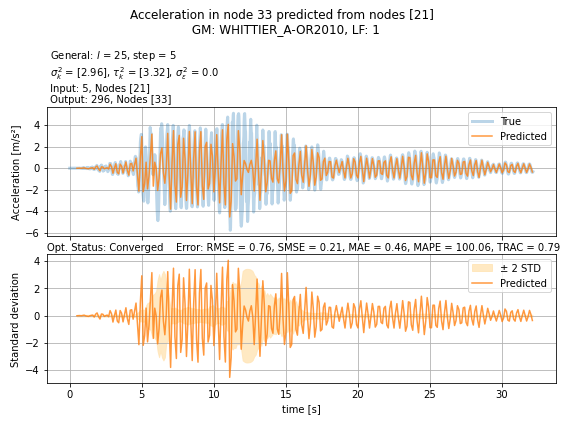 Acceleration in node 33 predicted from nodes [21]
GM: WHITTIER_A-OR2010, LF: 1
General: l = 25, step = 5
σ²ₖ = [2.96], τ²ₖ = [3.32], σ²ᵣ = 0.0
Input: 5, Nodes [21]
Output: 296, Nodes [33]
Acceleration [m/s²]
4
2
0
−2
−4
−6
True
Predicted
Opt. Status: Converged    Error: RMSE = 0.76, SMSE = 0.21, MAE = 0.46, MAPE = 100.06, TRAC = 0.79
Standard deviation
4
2
0
−2
−4
± 2 STD
Predicted
0 5 10 15 20 25 30
time [s]